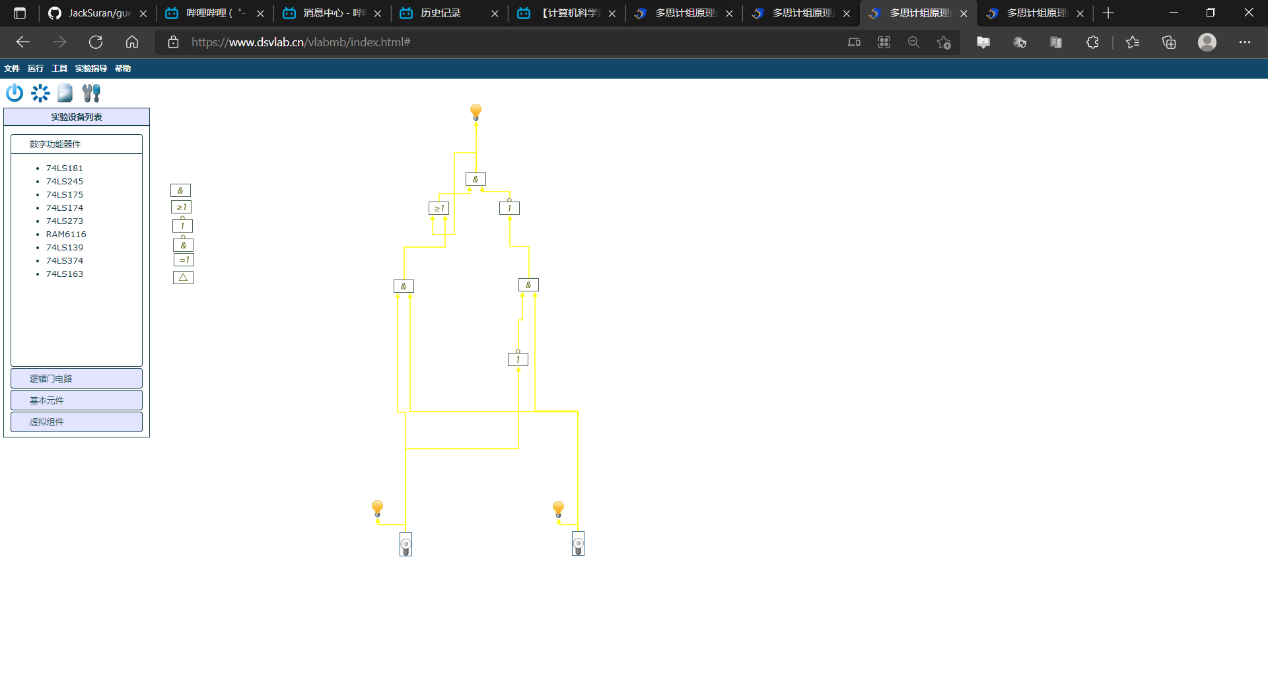 JackSuran/gue
哔哩哔哩 ( ゜-
消息中心 - 哔
历史记录
【计算机科学
多思计组原理
多思计组原理
多思计组原理
多思计组原理
https://www.dsvlab.cn/vlabmb/index.html#
文件 运行 工具 实验指导 帮助
实验设备列表
数字功能器件
74LS181
74LS245
74LS175
74LS174
74LS273
RAM6116
74LS139
74LS374
74LS163
逻辑门电路
基本元件
虚拟组件
&
≥1
1
&
=1
&
≥1
1
&
&
1